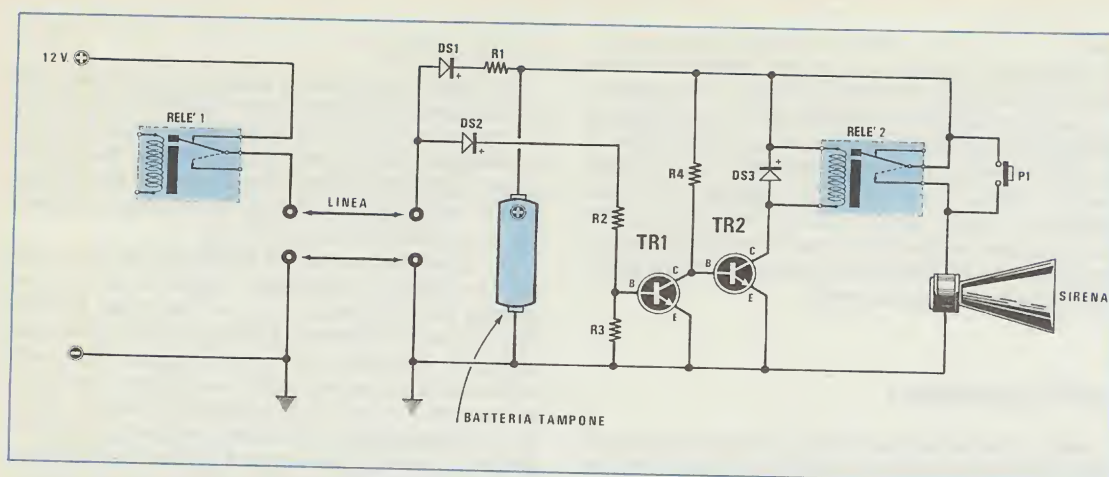 12 V.
RELE' 1
LINEA
DS1
R1
DS2
BATTERIA TAMPONE
R2
R3
TR1
B
C
E
R4
TR2
B
C
E
DS3
RELE' 2
P1
SIRENA